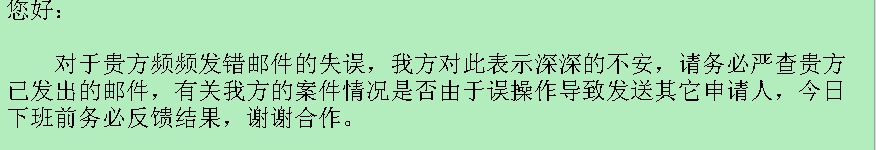 您好：
对于贵方频频发错邮件的失误，我方对此表示深深的不安，请务必严查贵方
已发出的邮件，有关我方的案件情况是否由于误操作导致发送其它申请人，今日
下班前务必反馈结果，谢谢合作。